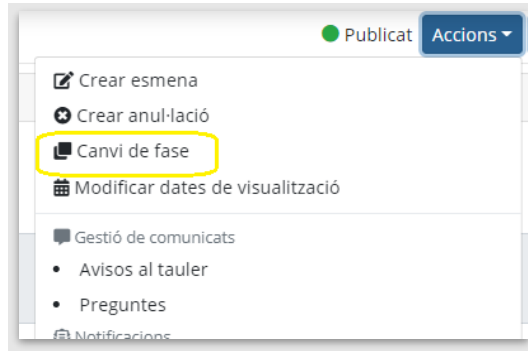 Publicat Accions
Crear esmena
Crear anul·lació
Canvi de fase
Modificar dates de visualització
Gestió de comunicats
Avisos al tauler
Preguntes
Notificacions